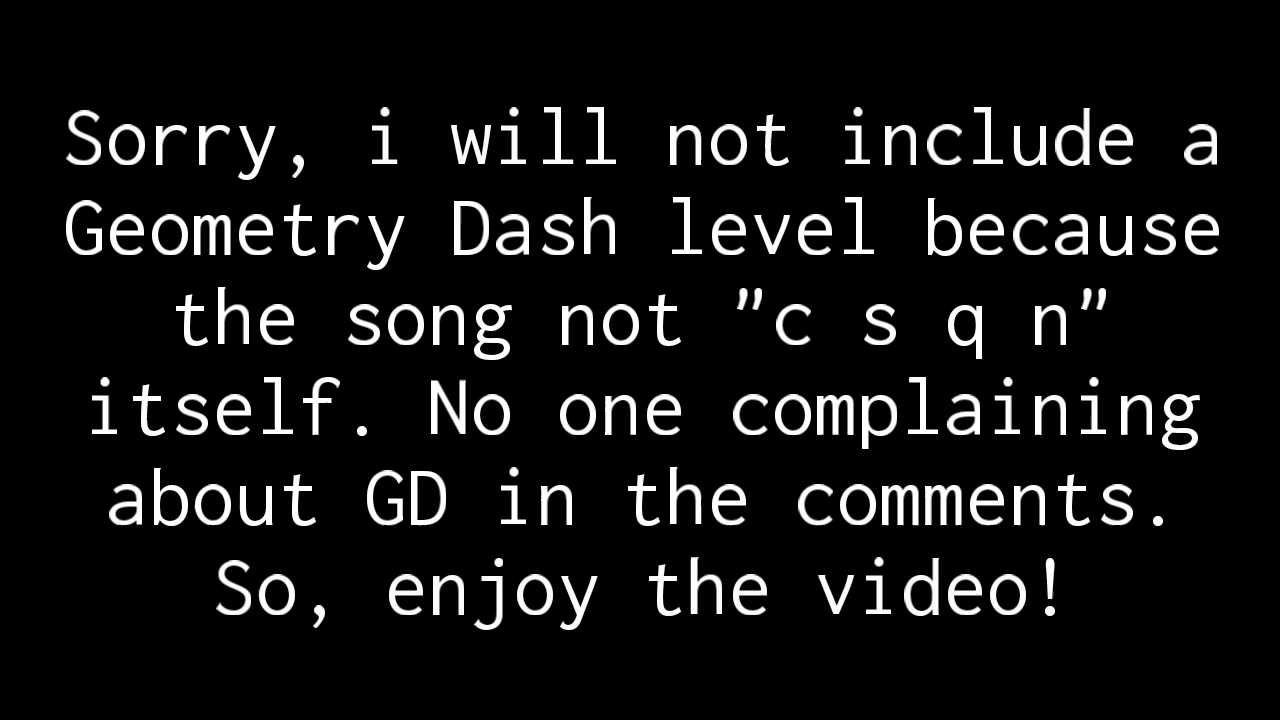 Sorry, i will not include a
Geometry Dash level because
the song not "c s q n"
itself. No one complaining
about GD in the comments.
So, enjoy the video!